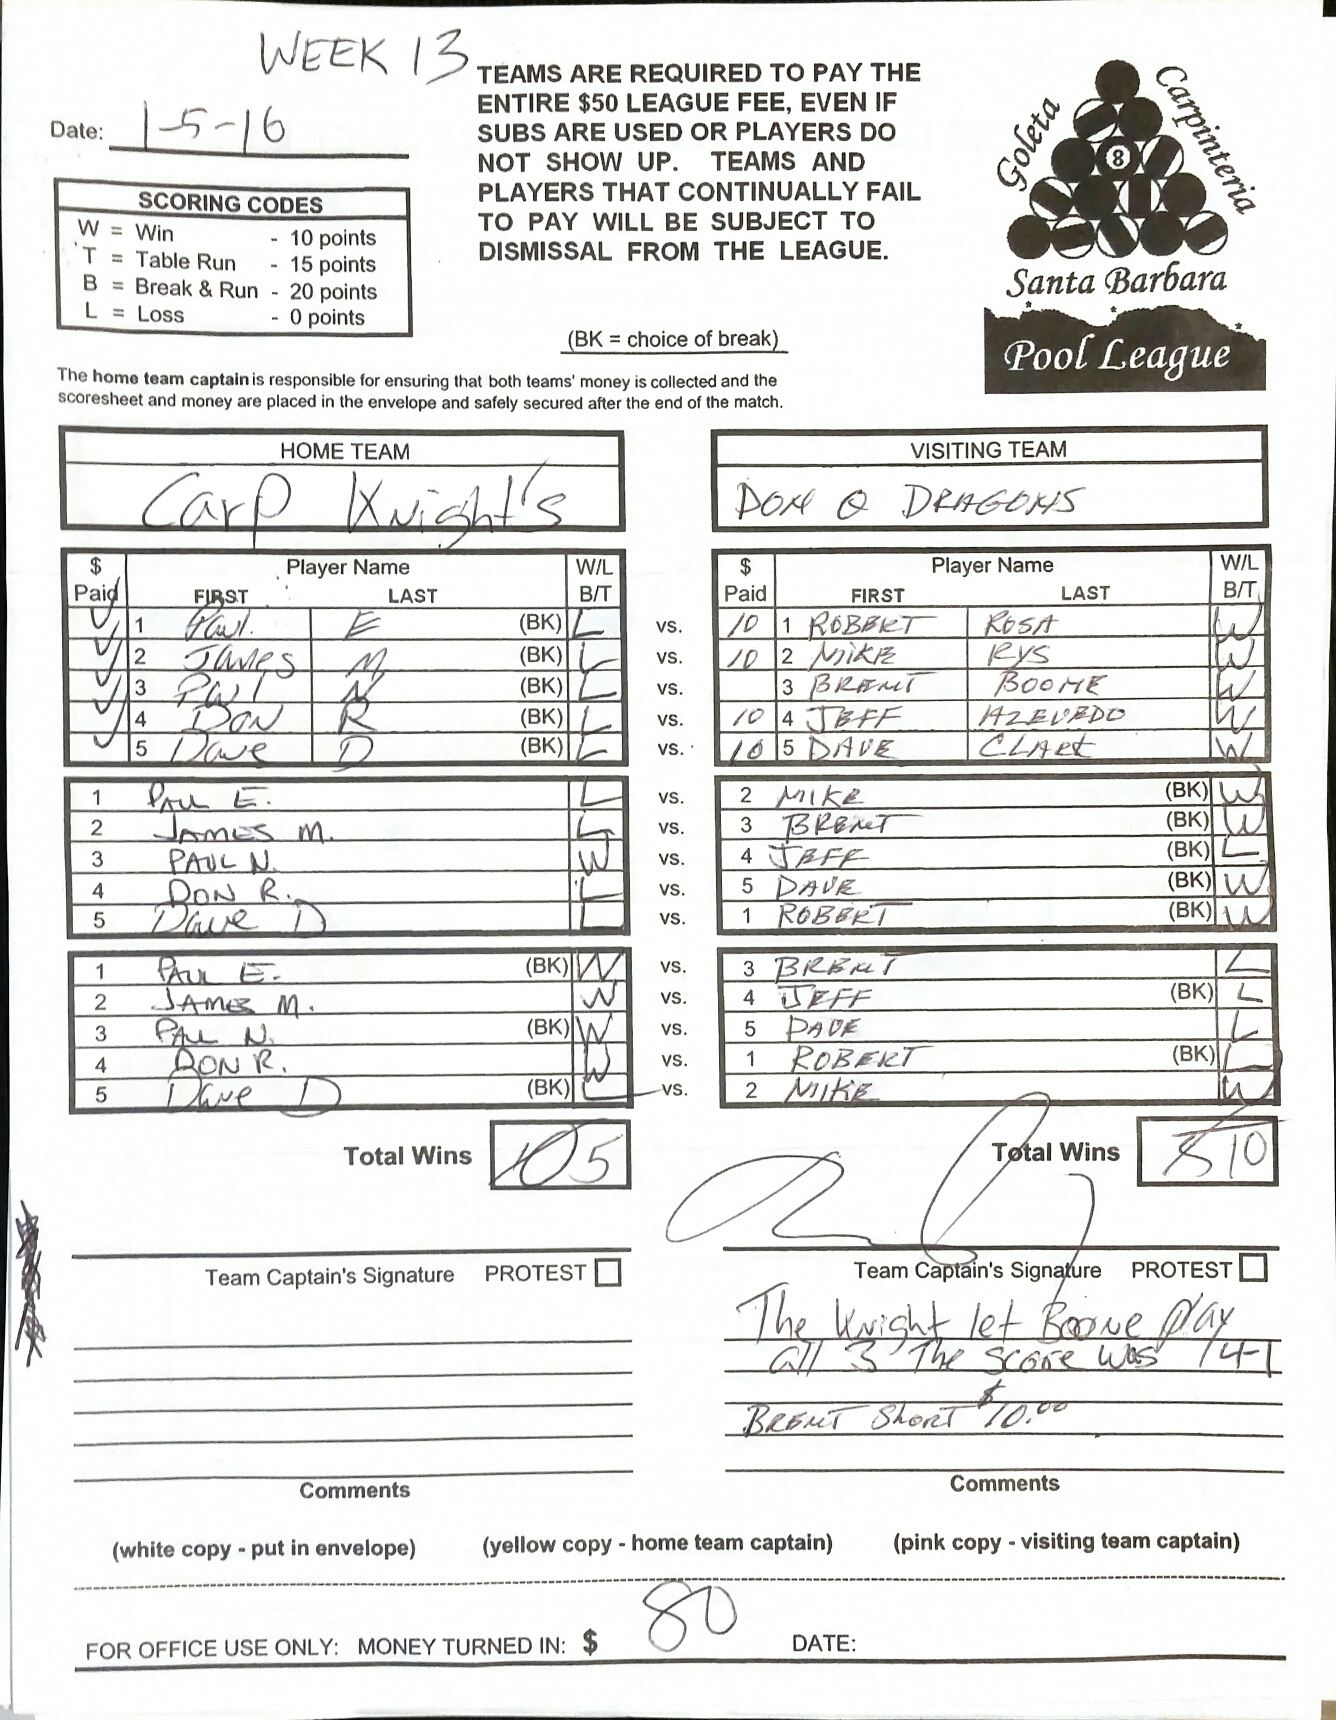 WEEK 13
Date: 1-5-16
TEAMS ARE REQUIRED TO PAY THE
ENTIRE $50 LEAGUE FEE, EVEN IF
SUBS ARE USED OR PLAYERS DO
NOT SHOW UP. TEAMS AND
PLAYERS THAT CONTINUALLY FAIL
TO PAY WILL BE SUBJECT TO
DISMISSAL FROM THE LEAGUE.
Goleta
8
Carpinteria
Santa Barbara
Pool League
SCORING CODES
W = Win - 10 points
T = Table Run - 15 points
B = Break & Run - 20 points
L = Loss - 0 points
(BK = choice of break)
The home team captain is responsible for ensuring that both teams' money is collected and the
scoresheet and money are placed in the envelope and safely secured after the end of the match.
HOME TEAM VISITING TEAM
Carp Knight's DON Q DRAGONS
$ Player Name W/L $ Player Name W/L
Paid FIRST LAST B/T Paid FIRST LAST B/T
✓ 1 Paul E (BK) L vs. 10 1 ROBERT ROSA W
✓ 2 James M (BK) L vs. 10 2 MIKE RYS W
✓ 3 Paul N (BK) L vs. 3 BRENT BOONE W
✓ 4 DON R (BK) L vs. 10 4 JEFF AZEVEDO W
✓ 5 Dave D (BK) L vs. 10 5 DAVE CLARK W
1 PAUL E. L vs. 2 MIKE (BK) W
2 JAMES M. L vs. 3 BRENT (BK) W
3 PAUL N. W vs. 4 JEFF (BK) L
4 DON R. L vs. 5 DAVE (BK) W
5 Dave D L vs. 1 ROBERT (BK) W
1 PAUL E. (BK) W vs. 3 BRENT L
2 JAMES M. W vs. 4 JEFF (BK) L
3 PAUL N. (BK) W vs. 5 DAVE L
4 DON R. W vs. 1 ROBERT (BK) L
5 Dave D (BK) L vs. 2 MIKE W
Total Wins 5 Total Wins 10
Team Captain's Signature PROTEST Team Captain's Signature PROTEST
The Knight let Boone play
all 3 The score was 14-1
BRENT SHORT $10.00
Comments Comments
(white copy - put in envelope) (yellow copy - home team captain) (pink copy - visiting team captain)
FOR OFFICE USE ONLY: MONEY TURNED IN: $ 80 DATE: